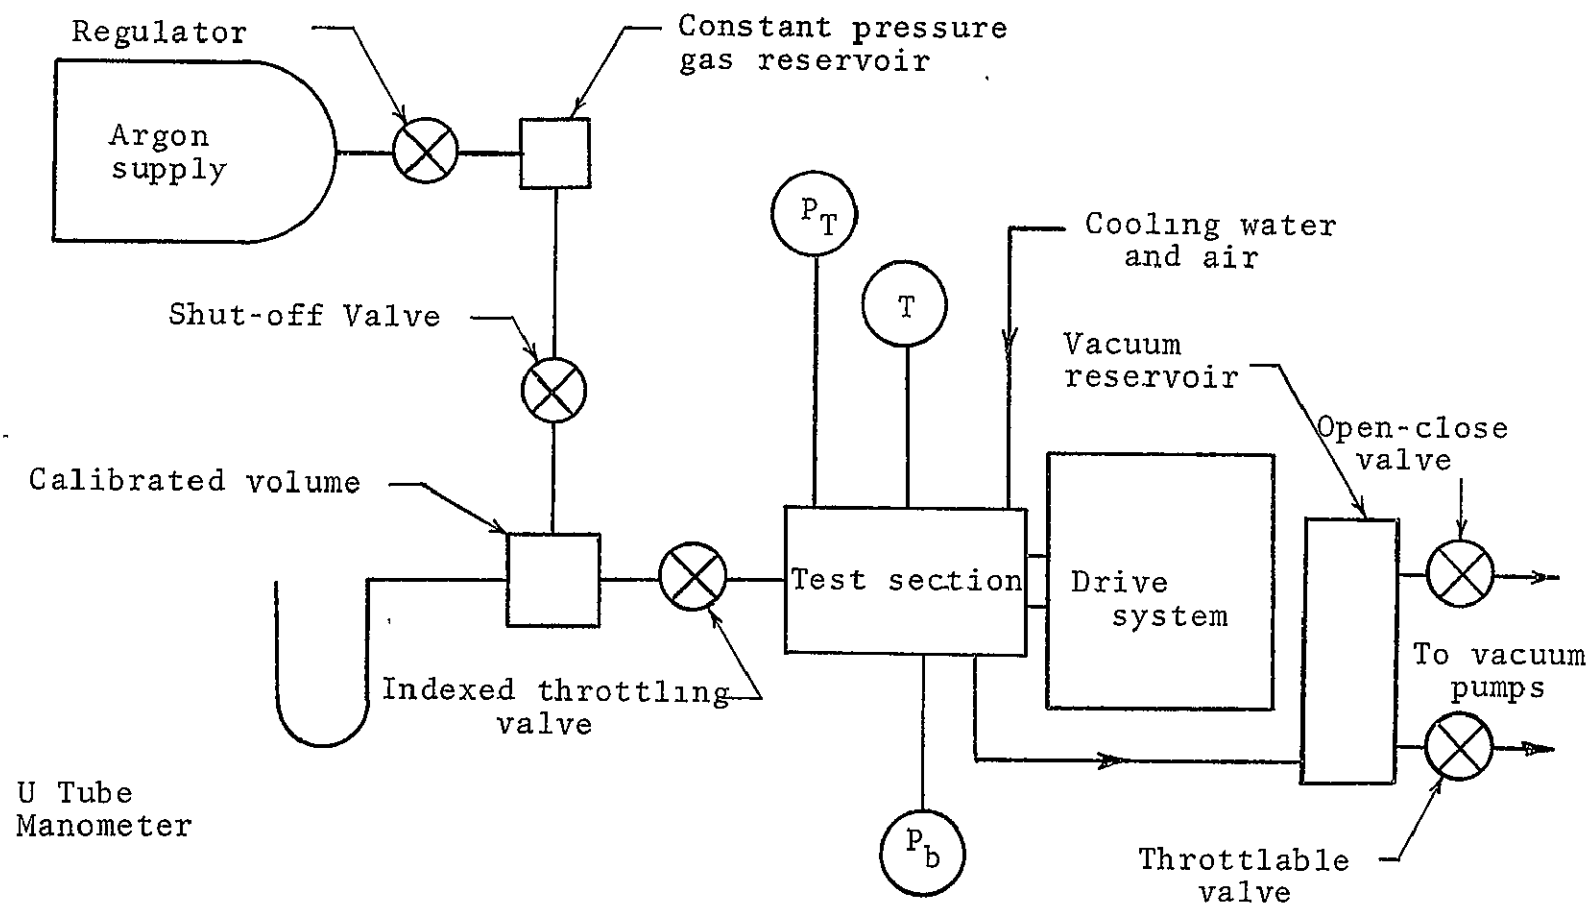 Regulator
Constant pressure
gas reservoir
Argon
supply
P_T
Cooling water
and air
T
Shut-off Valve
Vacuum
reservoir
Open-close
valve
Calibrated volume
Test section
Drive
system
To vacuum
pumps
Indexed throttling
valve
U Tube
Manometer
P_b
Throttlable
valve